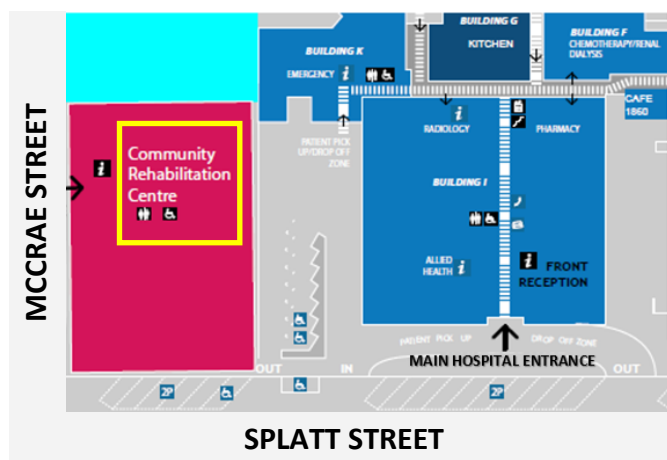 BUILDING G
KITCHEN
BUILDING F
CHEMOTHERAPY/RENAL
DIALYSIS
BUILDING K
EMERGENCY i
CAFE
1860
PATIENT PICK
UP/DROP OFF
ZONE
i
RADIOLOGY
PHARMACY
MCCRAE STREET
i
Community
Rehabilitation
Centre
BUILDING I
ALLIED
HEALTH i
i FRONT
RECEPTION
PATIENT PICK UP
DROP OFF ZONE
MAIN HOSPITAL ENTRANCE
OUT
IN
OUT
2P
2P
SPLATT STREET